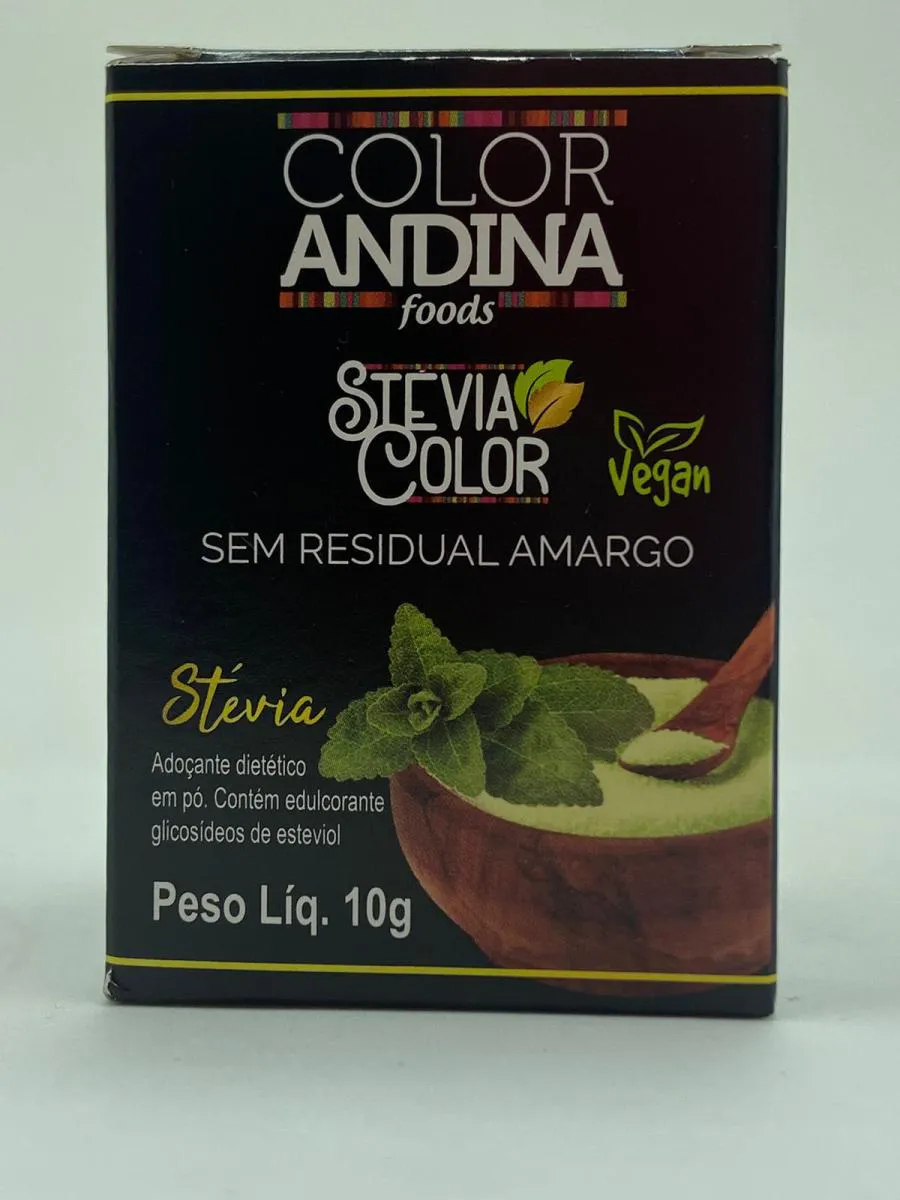 COLOR
ANDINA
foods
STÉVIA
COLOR
Vegan
SEM RESIDUAL AMARGO
Stévia
Adoçante dietético
em pó. Contém edulcorante
glicosídeos de esteviol
Peso Líq. 10g